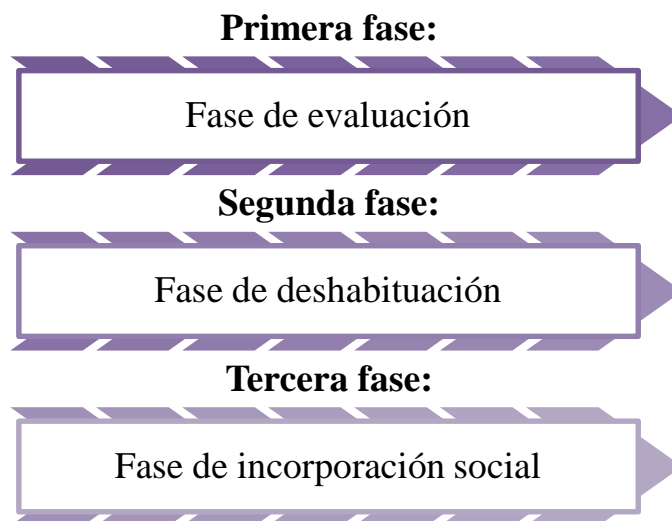 Primera fase:
Fase de evaluación
Segunda fase:
Fase de deshabituación
Tercera fase:
Fase de incorporación social